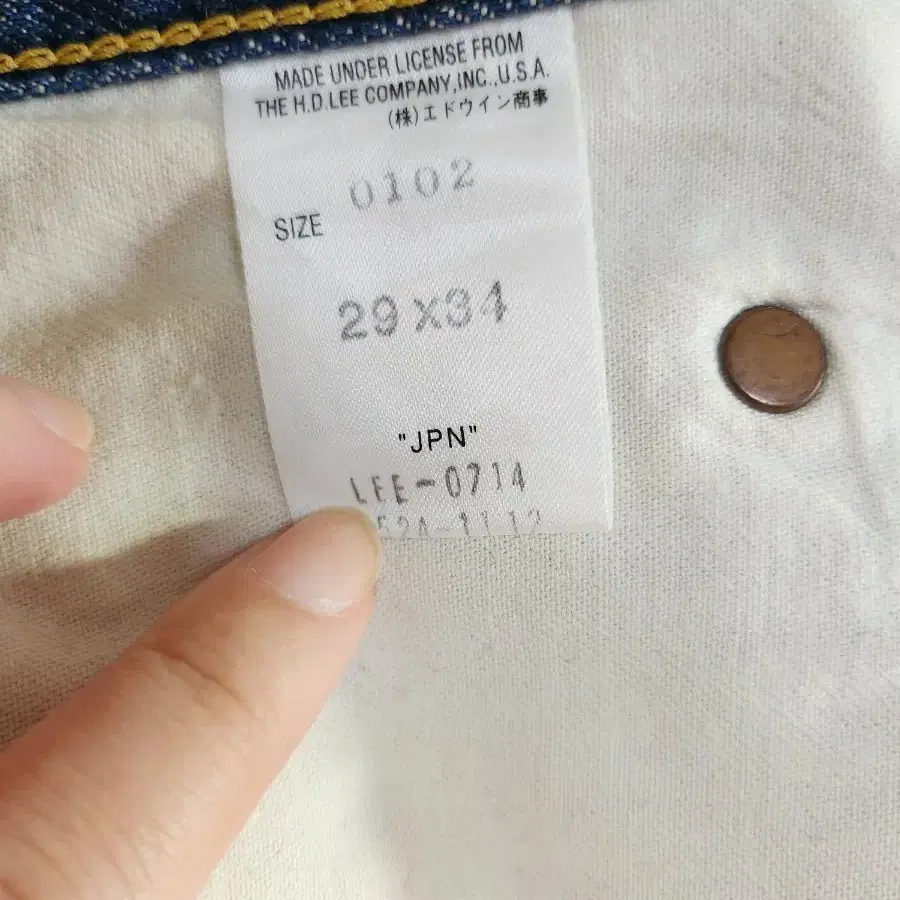 MADE UNDER LICENSE FROM
THE H.D.LEE COMPANY,INC.,U.S.A.
(株)エドウイン商事
0102
SIZE
29x34
"JPN"
LEE-0714